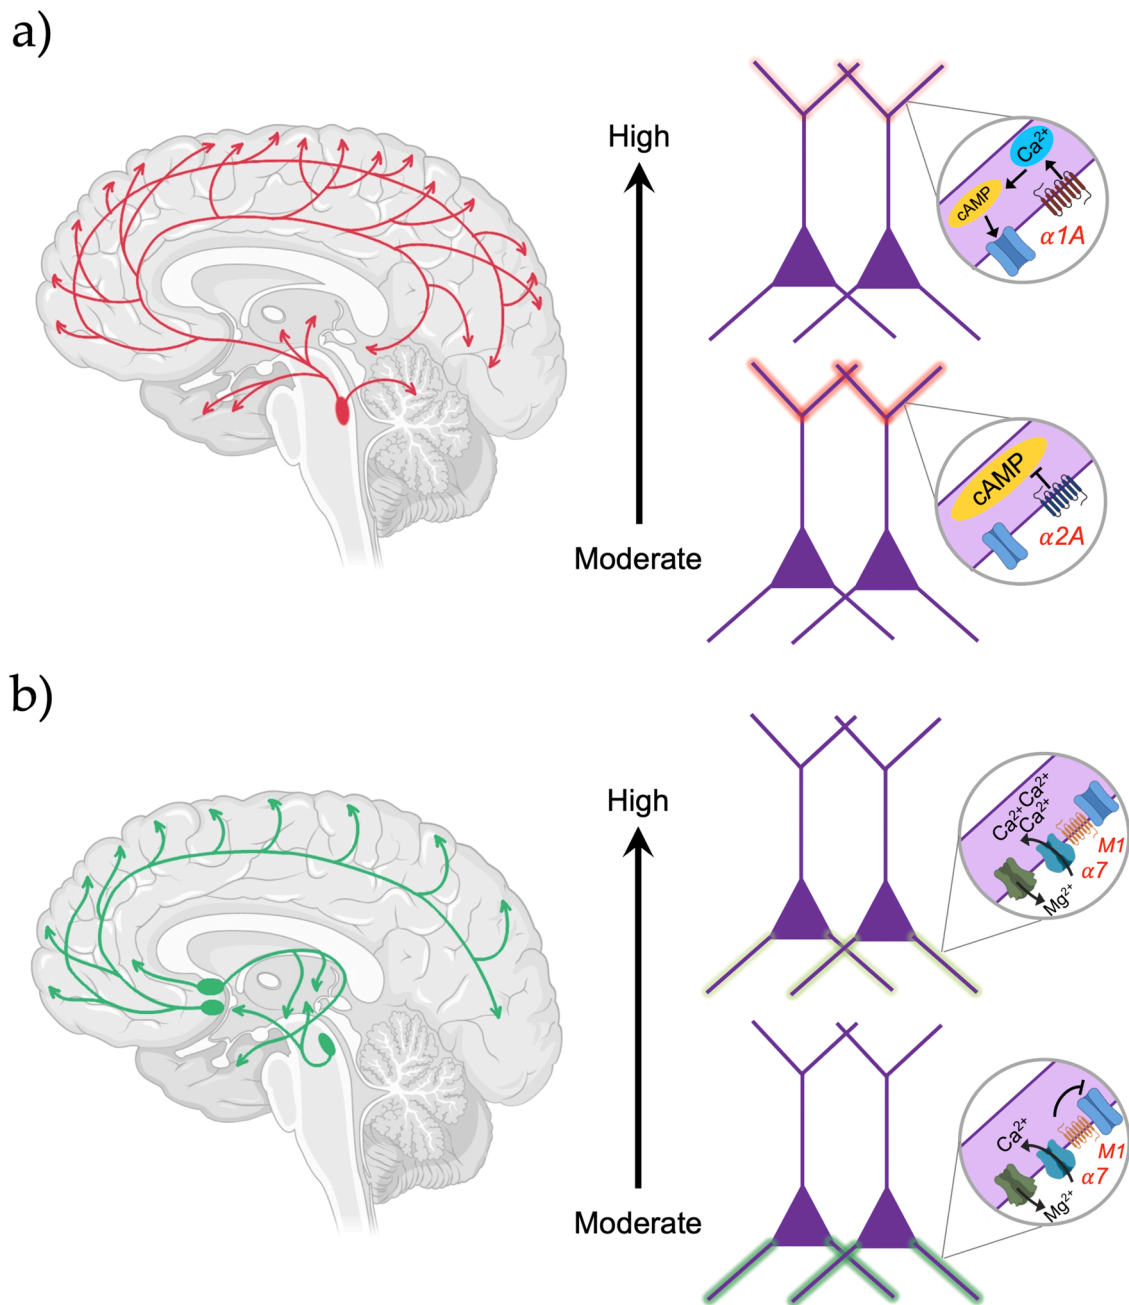 a)
High
Ca²⁺
cAMP
α1A
cAMP
α2A
Moderate
b)
High
Ca²⁺Ca²⁺
Ca²⁺
M1
α7
Mg²⁺
Ca²⁺
M1
α7
Mg²⁺
Moderate